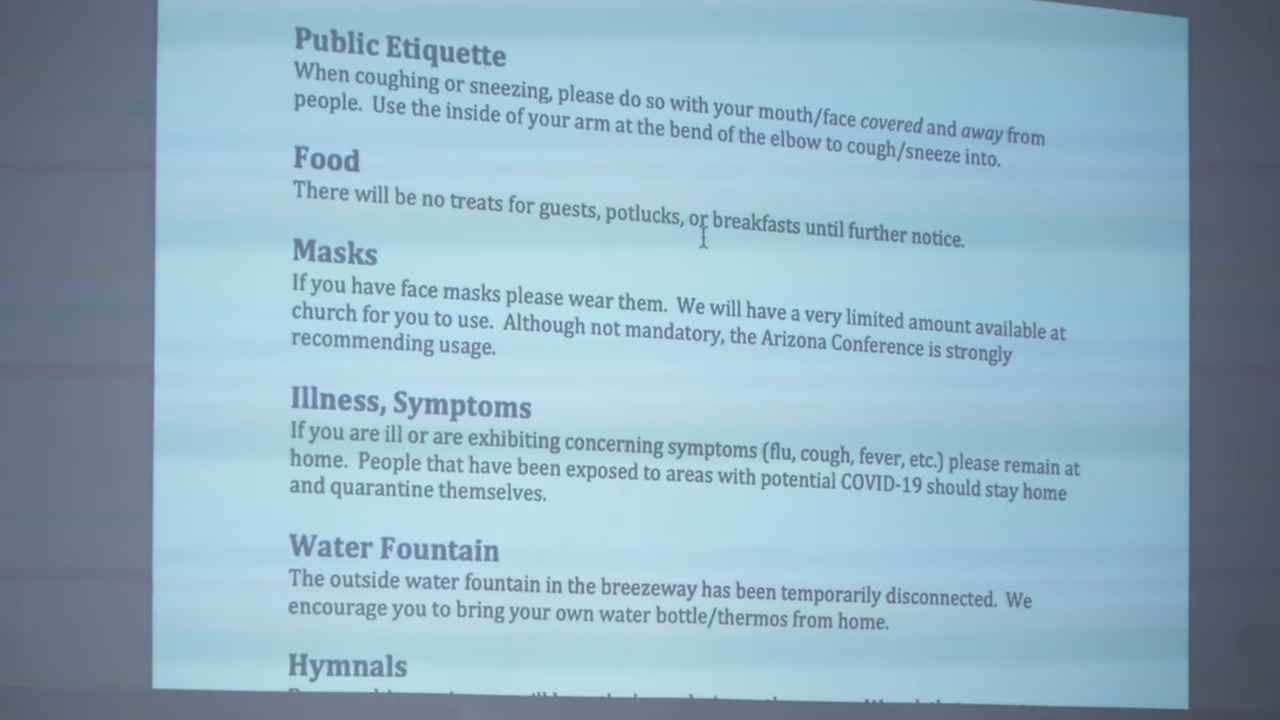 Public Etiquette
When coughing or sneezing, please do so with your mouth/face covered and away from
people. Use the inside of your arm at the bend of the elbow to cough/sneeze into.
Food
There will be no treats for guests, potlucks, or breakfasts until further notice.
Masks
If you have face masks please wear them. We will have a very limited amount available at
church for you to use. Although not mandatory, the Arizona Conference is strongly
recommending usage.
Illness, Symptoms
If you are ill or are exhibiting concerning symptoms (flu, cough, fever, etc.) please remain at
home. People that have been exposed to areas with potential COVID-19 should stay home
and quarantine themselves.
Water Fountain
The outside water fountain in the breezeway has been temporarily disconnected. We
encourage you to bring your own water bottle/thermos from home.
Hymnals